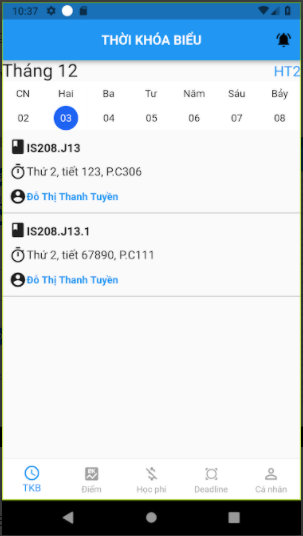 10:37
THỜI KHÓA BIỂU
Tháng 12 HT2
CN Hai Ba Tư Năm Sáu Bảy
02 03 04 05 06 07 08
IS208.J13
Thứ 2, tiết 123, P.C306
Đỏ Thị Thanh Tuyền
IS208.J13.1
Thứ 2, tiết 67890, P.C111
Đỏ Thị Thanh Tuyền
TKB Điểm Học phí Deadline Cá nhân